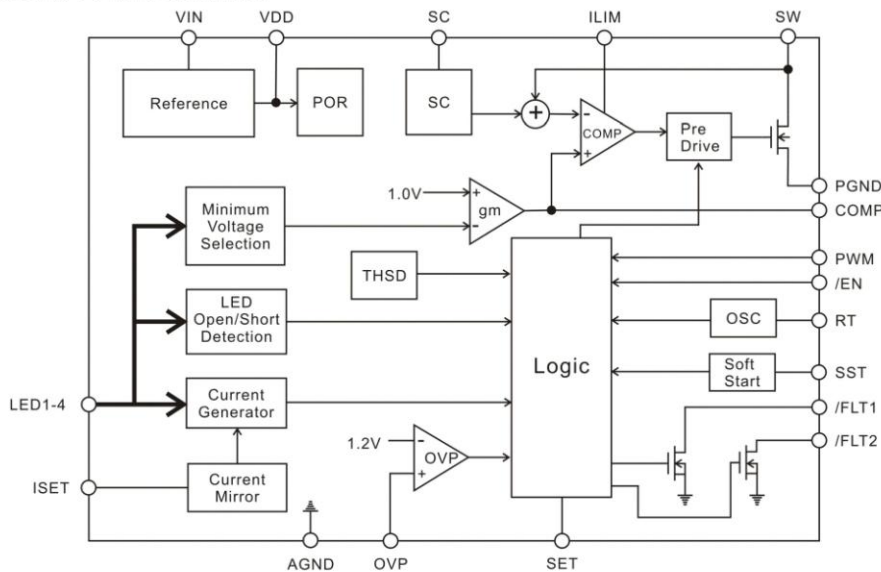 VIN
VDD
SC
ILIM
SW
Reference
POR
SC
+
-
COMP
+
Pre
Drive
PGND
COMP
Minimum
Voltage
Selection
1.0V
+
gm
-
PWM
THSD
/EN
LED
Open/Short
Detection
OSC
RT
Logic
Soft
Start
SST
LED1-4
Current
Generator
/FLT1
1.2V
-
OVP
+
/FLT2
ISET
Current
Mirror
AGND
OVP
SET